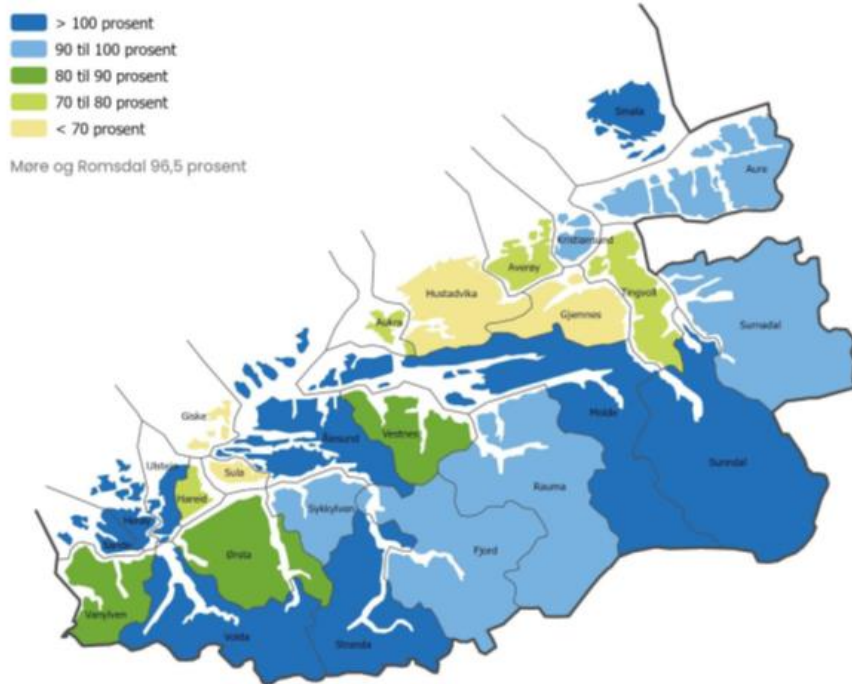 > 100 prosent
90 til 100 prosent
80 til 90 prosent
70 til 80 prosent
< 70 prosent
Møre og Romsdal 96,5 prosent
Smøla
Aure
Kristiansund
Averøy
Hustadvika
Tingvoll
Gjemnes
Aukra
Surnadal
Giske
Molde
Ålesund
Vestnes
Sunndal
Ulstein
Sula
Rauma
Hareid
Sykkylven
Herøy
Sande
Ørsta
Fjord
Vanylven
Volda
Stranda